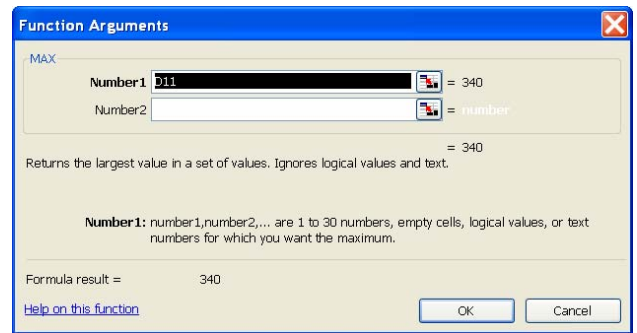 Function Arguments
MAX
Number1 D11 = 340
Number2 = number
= 340
Returns the largest value in a set of values. Ignores logical values and text.
Number1: number1,number2,... are 1 to 30 numbers, empty cells, logical values, or text
numbers for which you want the maximum.
Formula result = 340
Help on this function OK Cancel